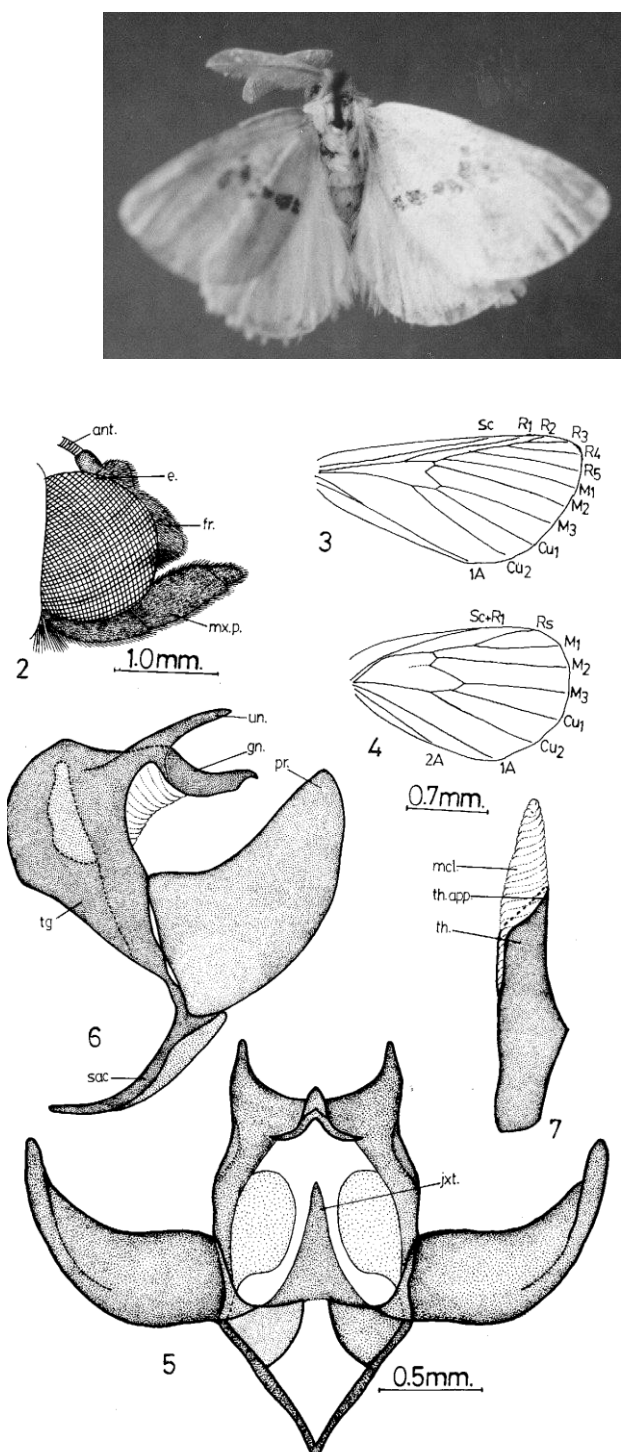 ant.
e.
fr.
mx.p.
2
1.0mm.
Sc R1 R2 R3
R4
R5
M1
M2
M3
Cu1
Cu2
1A
3
Sc+R1 Rs
M1
M2
M3
Cu1
Cu2
1A
2A
4
0.7mm.
un.
gn.
pr.
tg
sac
6
mcl.
th.app.
th.
7
jxt.
5
0.5mm.